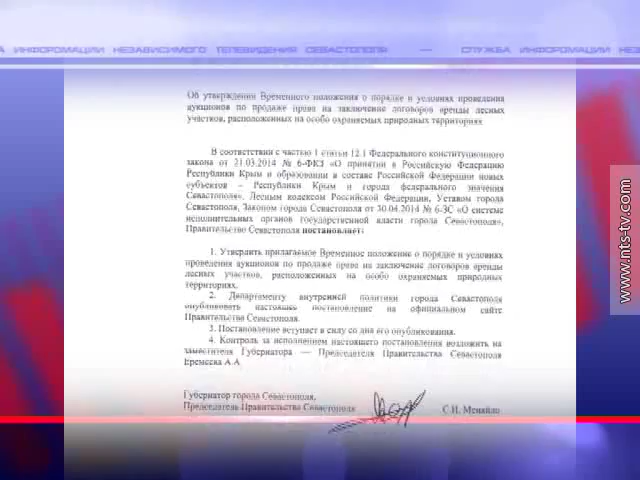 А ИНФОРОМАЦИИ НЕЗАВИСИМОГО ТЕЛЕВИДЕНИЯ СЕВАСТОПОЛЯ — СЛУЖБА ИНФОРОМАЦИИ НЕЗ
Об утверждении Временного положения о порядке и условиях проведения
аукционов по продаже права на заключение договоров аренды лесных
участков, расположенных на особо охраняемых природных территориях
В соответствии с частью 1 статьи 12.1 Федерального конституционного
закона от 21.03.2014 № 6-ФКЗ «О принятии в Российскую Федерацию
Республики Крым и образовании в составе Российской Федерации новых
субъектов - Республики Крым и города федерального значения
Севастополя», Лесным кодексом Российской Федерации, Уставом города
Севастополя, Законом города Севастополя от 30.04.2014 № 6-ЗС «О системе
исполнительных органов государственной власти города Севастополя»,
Правительство Севастополя постановляет:
1. Утвердить прилагаемое Временное положение о порядке и условиях
проведения аукционов по продаже права на заключение договоров аренды
лесных участков, расположенных на особо охраняемых природных
территориях.
2. Департаменту внутренней политики города Севастополя
опубликовать настоящее постановление на официальном сайте
Правительства Севастополя.
3. Постановление вступает в силу со дня его опубликования.
4. Контроль за исполнением настоящего постановления возложить на
заместителя Губернатора — Председателя Правительства Севастополя
Еремеева А.А.
Губернатор города Севастополя,
Председатель Правительства Севастополя С.И. Меняйло
www.nts-tv.com